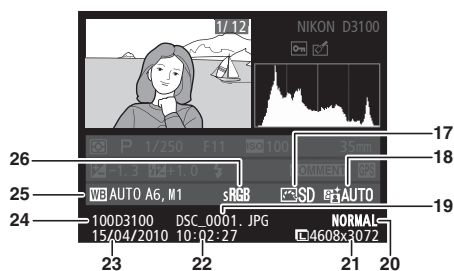 1/12 NIKON D3100
P 1/250 F11 ISO 100 35mm
-1.3 +1.0 COMMENT GPS
WB AUTO A6, M1 sRGB SD AUTO
100D3100 DSC_0001. JPG NORMAL
15/04/2010 10:02:27 L 4608x3072
17
18
19
20
21
22
23
24
25
26